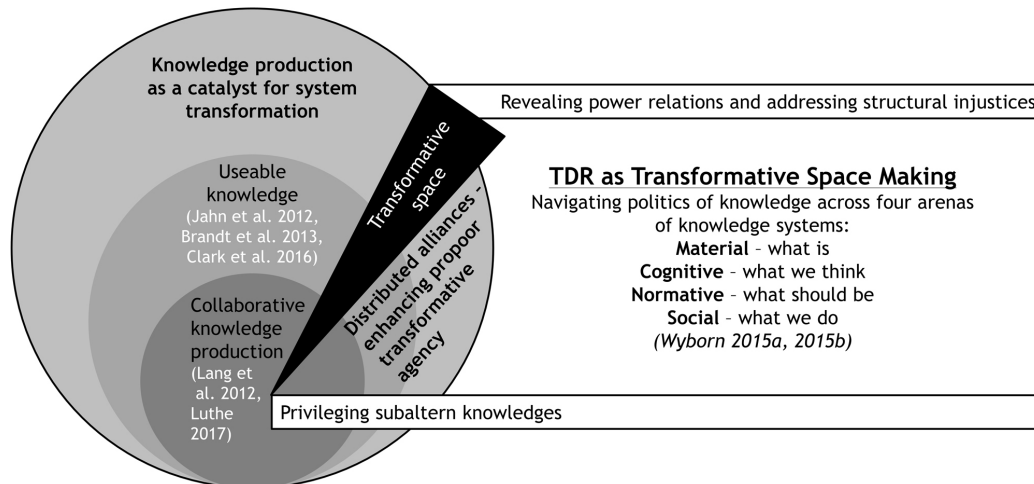 Knowledge production
as a catalyst for system
transformation
Useable
knowledge
(Jahn et al. 2012,
Brandt et al. 2013,
Clark et al. 2016)
Collaborative
knowledge
production
(Lang et
al. 2012,
Luthe
2017)
Transformative
space
Distributed alliances -
enhancing propoor
transformative
agency
Revealing power relations and addressing structural injustices
TDR as Transformative Space Making
Navigating politics of knowledge across four arenas
of knowledge systems:
Material - what is
Cognitive - what we think
Normative - what should be
Social - what we do
(Wyborn 2015a, 2015b)
Privileging subaltern knowledges